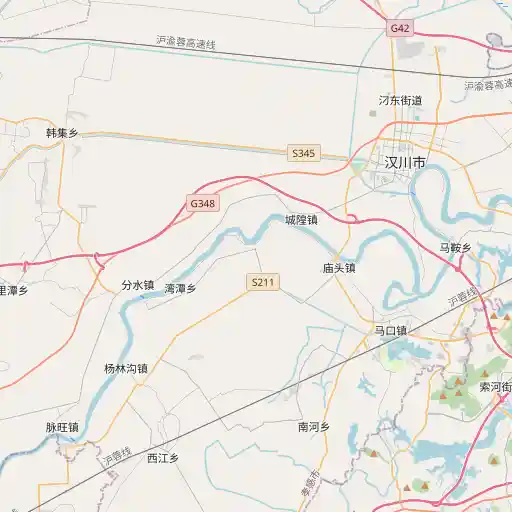 G42
沪渝蓉高速线
沪渝蓉高速
汈东街道
韩集乡
S345
汉川市
G348
城隍镇
马鞍乡
庙头镇
里潭乡
分水镇
湾潭乡
S211
沪蓉线
马口镇
杨林沟镇
索河街
脉旺镇
南河乡
沪蓉线
西江乡
孝感市